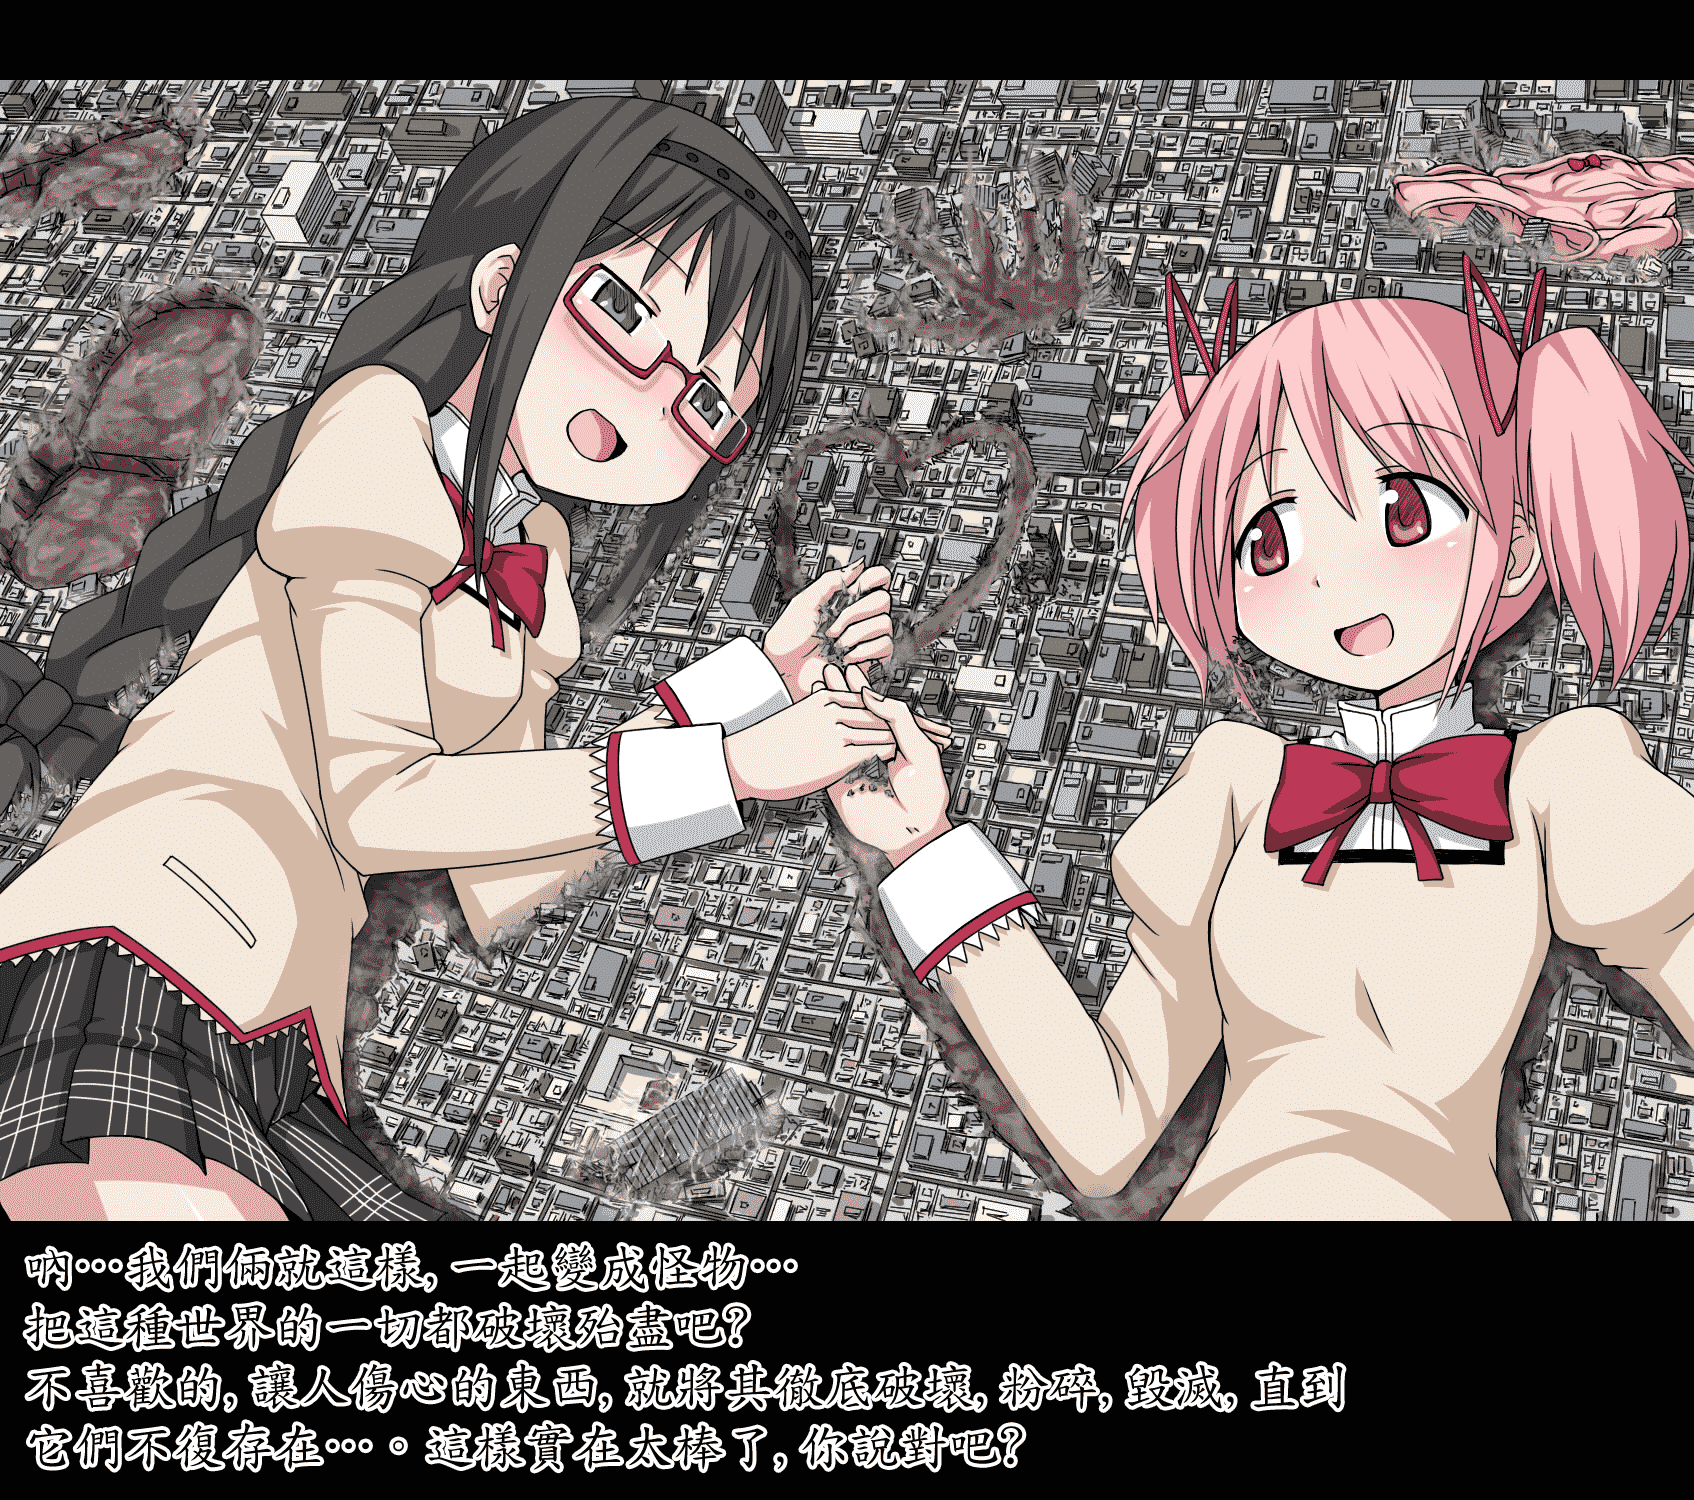 吶⋯我們倆就這樣,一起變成怪物⋯
把這種世界的一切都破壞殆盡吧?
不喜歡的,讓人傷心的東西,就將其徹底破壞,粉碎,毀滅,直到
它們不復存在⋯。這樣實在太棒了,你說對吧?